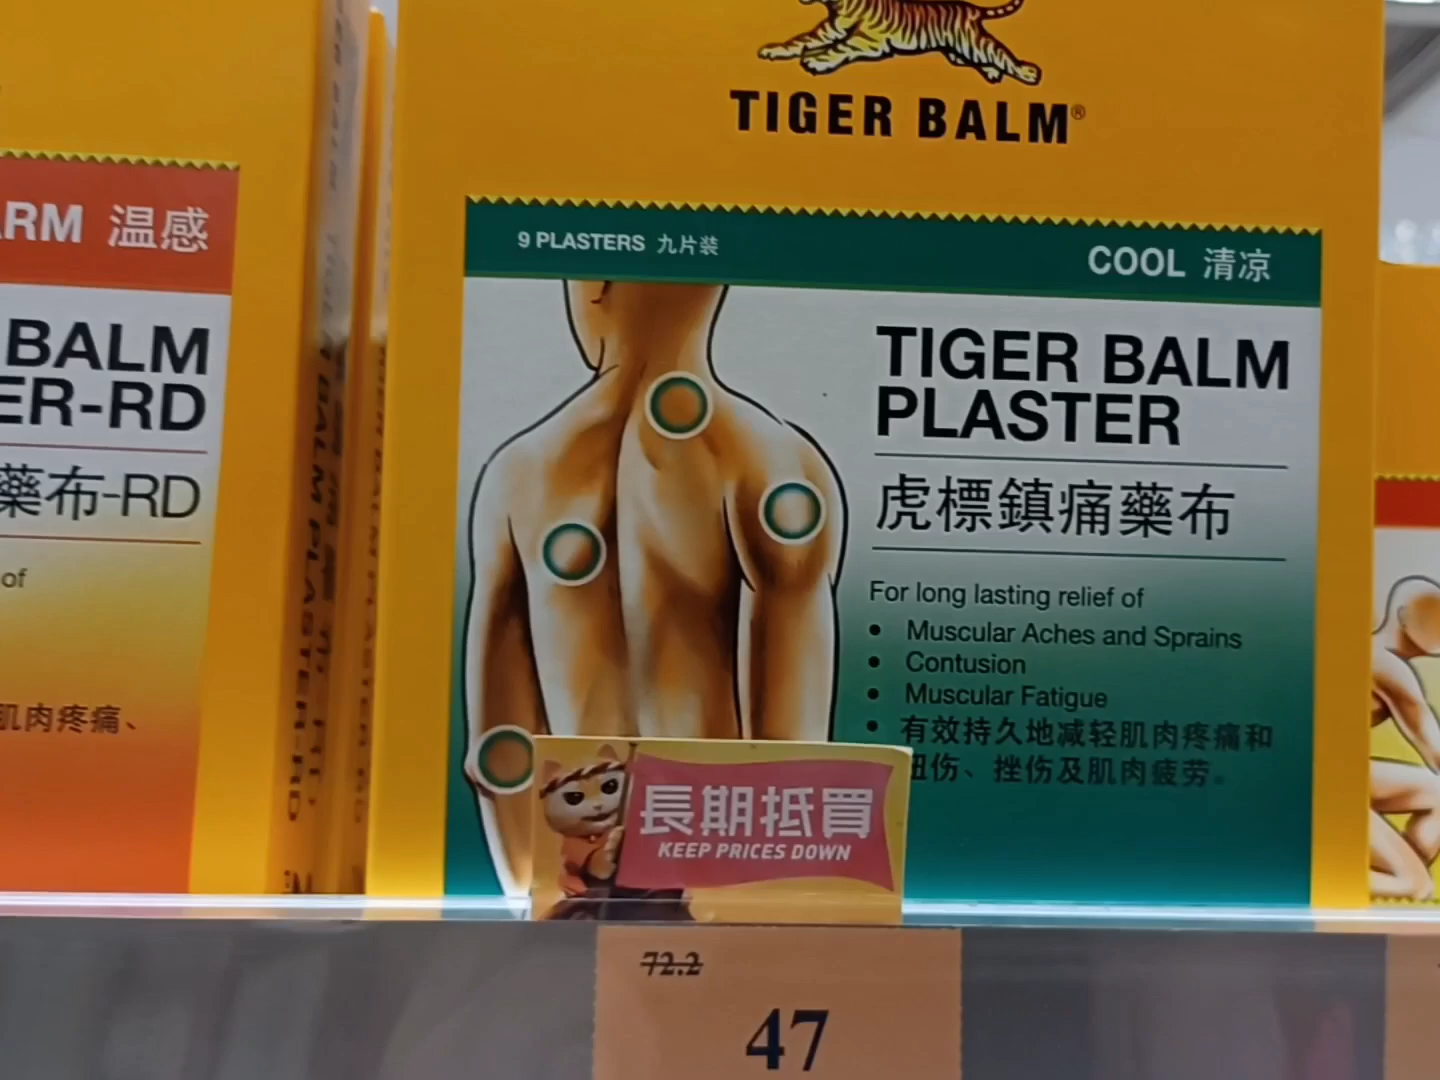 TIGER BALM®
ARM 温感
BALM
ER-RD
藥布-RD
of
肌肉疼痛、
9 PLASTERS 九片装
COOL 清凉
TIGER BALM
PLASTER
虎標鎮痛藥布
For long lasting relief of
• Muscular Aches and Sprains
• Contusion
• Muscular Fatigue
• 有效持久地减轻肌肉疼痛和
扭伤、挫伤及肌肉疲劳。
長期抵買
KEEP PRICES DOWN
72.2
47